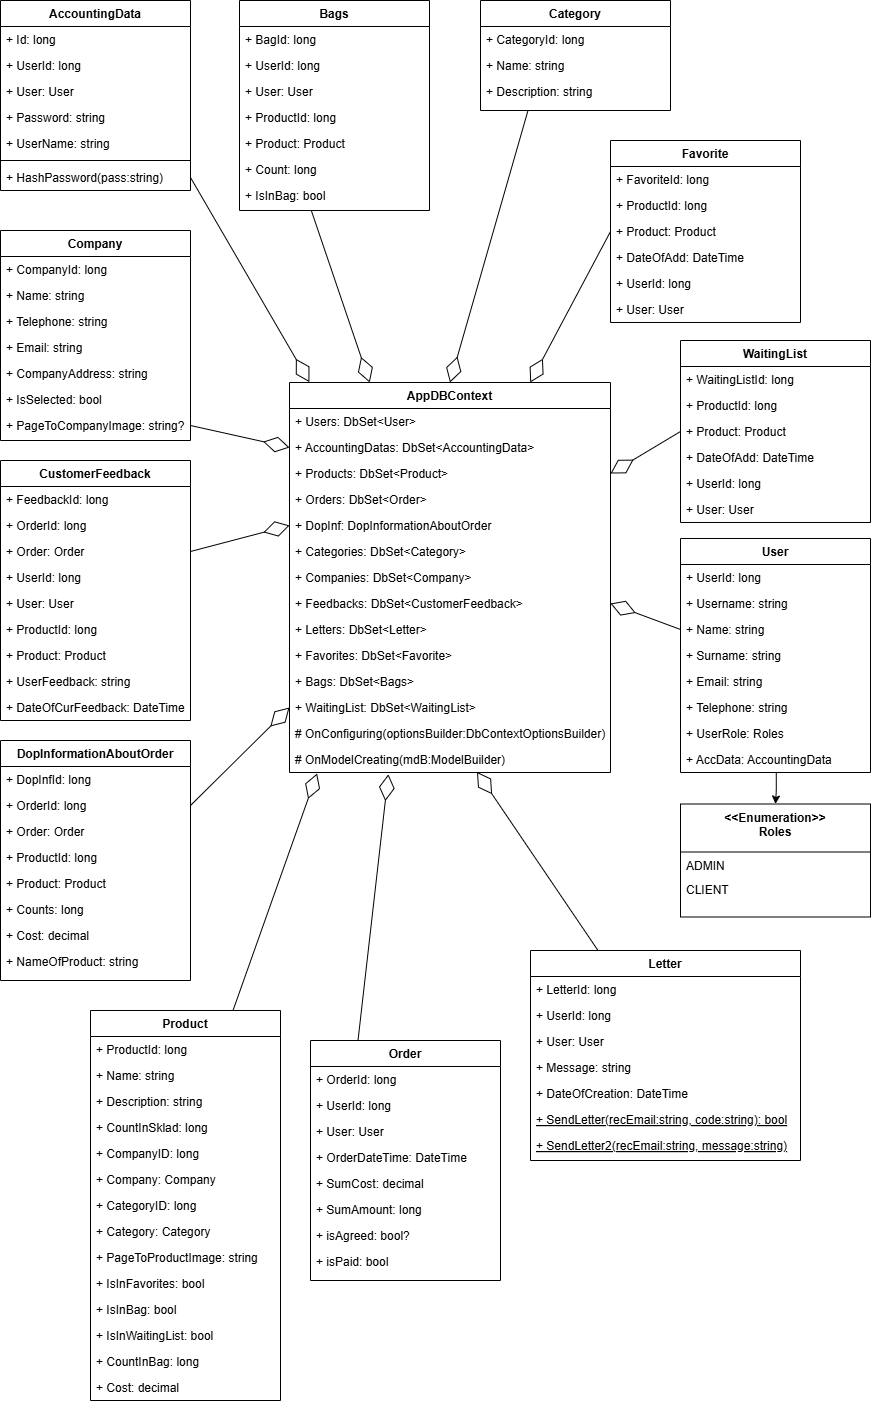 AccountingData
+ Id: long
+ UserId: long
+ User: User
+ Password: string
+ UserName: string
+ HashPassword(pass:string)
Bags
+ BagId: long
+ UserId: long
+ User: User
+ ProductId: long
+ Product: Product
+ Count: long
+ IsInBag: bool
Category
+ CategoryId: long
+ Name: string
+ Description: string
Favorite
+ FavoriteId: long
+ ProductId: long
+ Product: Product
+ DateOfAdd: DateTime
+ UserId: long
+ User: User
Company
+ CompanyId: long
+ Name: string
+ Telephone: string
+ Email: string
+ CompanyAddress: string
+ IsSelected: bool
+ PageToCompanyImage: string?
WaitingList
+ WaitingListId: long
+ ProductId: long
+ Product: Product
+ DateOfAdd: DateTime
+ UserId: long
+ User: User
AppDBContext
+ Users: DbSet<User>
+ AccountingDatas: DbSet<AccountingData>
+ Products: DbSet<Product>
+ Orders: DbSet<Order>
+ DopInf: DopInformationAboutOrder
+ Categories: DbSet<Category>
+ Companies: DbSet<Company>
+ Feedbacks: DbSet<CustomerFeedback>
+ Letters: DbSet<Letter>
+ Favorites: DbSet<Favorite>
+ Bags: DbSet<Bags>
+ WaitingList: DbSet<WaitingList>
# OnConfiguring(optionsBuilder:DbContextOptionsBuilder)
# OnModelCreating(mdB:ModelBuilder)
CustomerFeedback
+ FeedbackId: long
+ OrderId: long
+ Order: Order
+ UserId: long
+ User: User
+ ProductId: long
+ Product: Product
+ UserFeedback: string
+ DateOfCurFeedback: DateTime
User
+ UserId: long
+ Username: string
+ Name: string
+ Surname: string
+ Email: string
+ Telephone: string
+ UserRole: Roles
+ AccData: AccountingData
DopInformationAboutOrder
+ DopInfId: long
+ OrderId: long
+ Order: Order
+ ProductId: long
+ Product: Product
+ Counts: long
+ Cost: decimal
+ NameOfProduct: string
<<Enumeration>>
Roles
ADMIN
CLIENT
Letter
+ LetterId: long
+ UserId: long
+ User: User
+ Message: string
+ DateOfCreation: DateTime
+ SendLetter(recEmail:string, code:string): bool
+ SendLetter2(recEmail:string, message:string)
Product
+ ProductId: long
+ Name: string
+ Description: string
+ CountInSklad: long
+ CompanyID: long
+ Company: Company
+ CategoryID: long
+ Category: Category
+ PageToProductImage: string
+ IsInFavorites: bool
+ IsInBag: bool
+ IsInWaitingList: bool
+ CountInBag: long
+ Cost: decimal
Order
+ OrderId: long
+ UserId: long
+ User: User
+ OrderDateTime: DateTime
+ SumCost: decimal
+ SumAmount: long
+ isAgreed: bool?
+ isPaid: bool